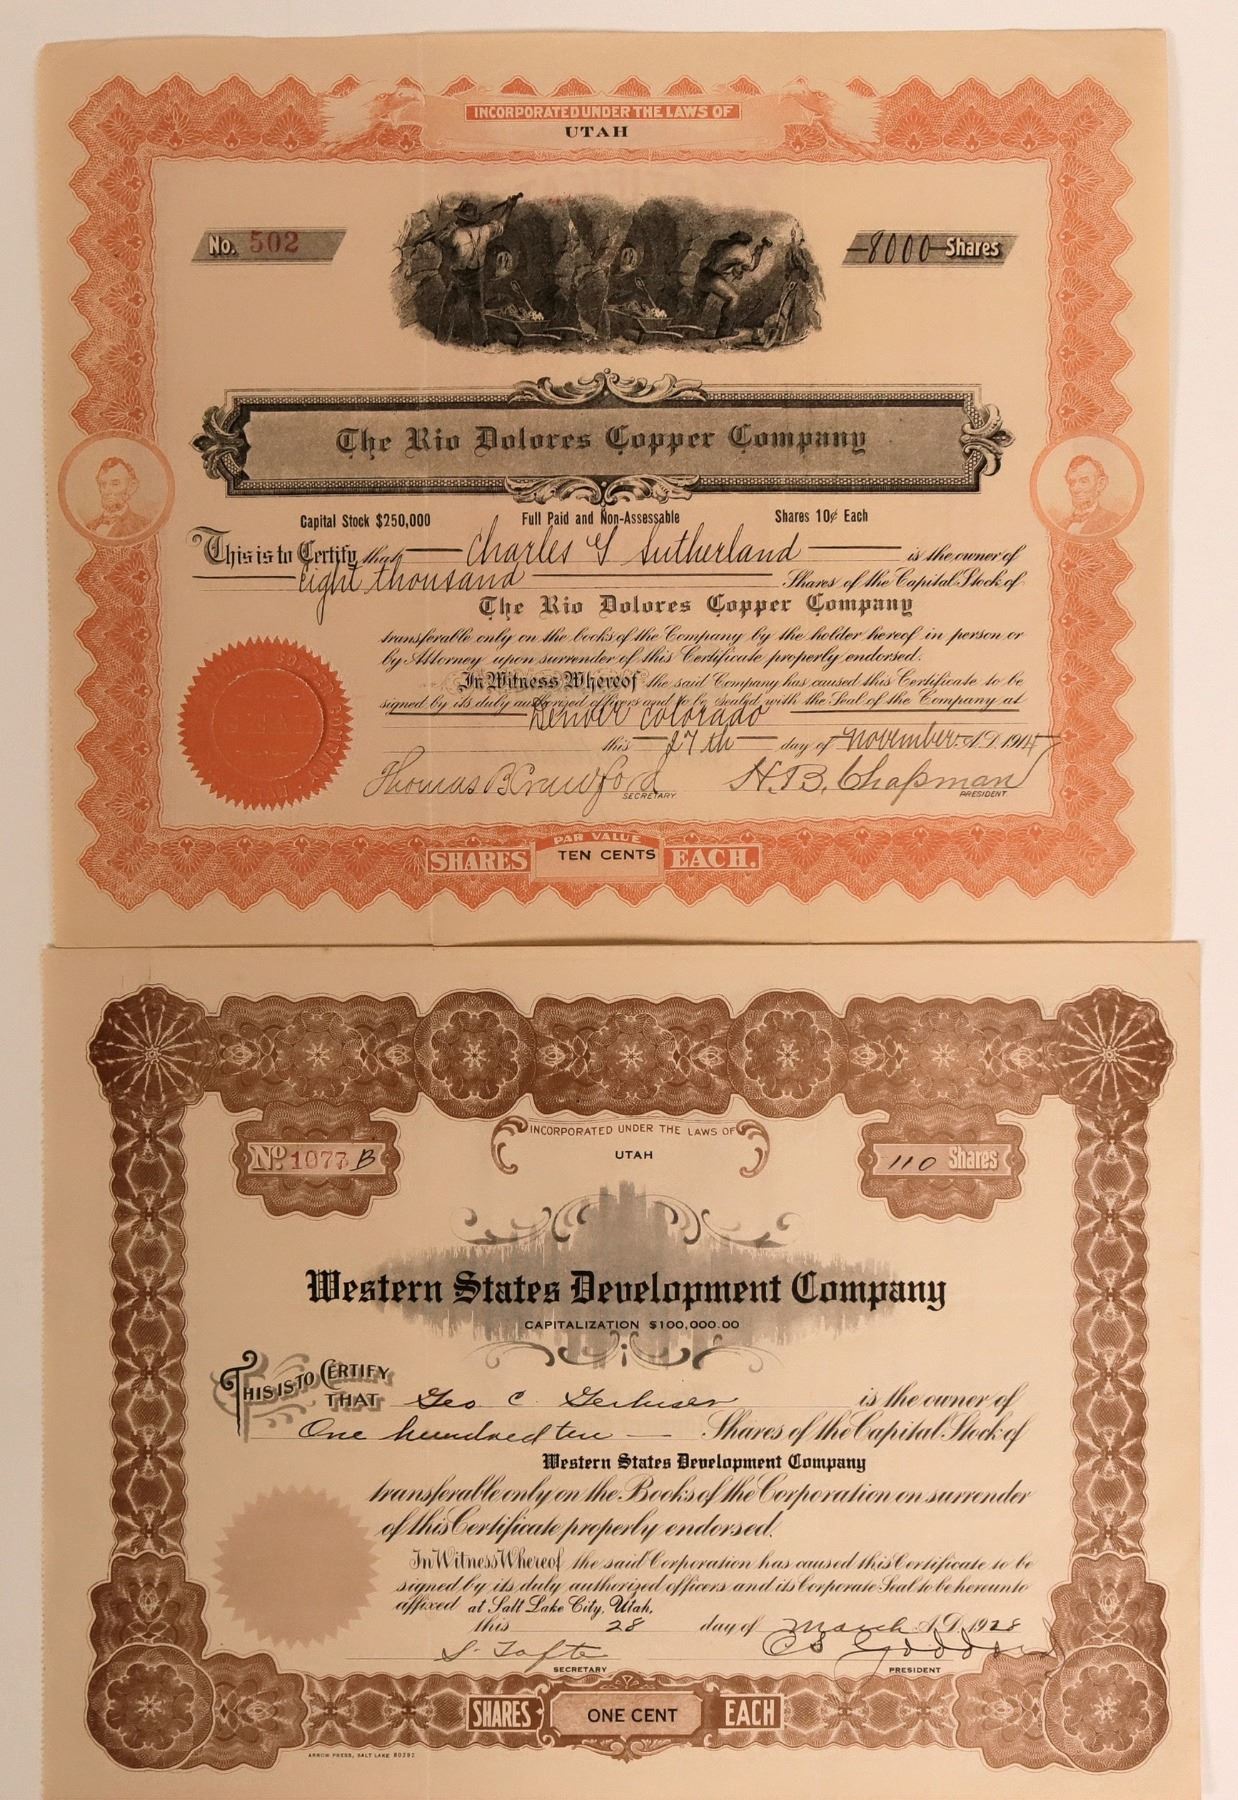 INCORPORATED UNDER THE LAWS OF
UTAH
No. 502
8000 Shares
The Rio Dolores Copper Company
Capital Stock $250,000 Full Paid and Non-Assessable Shares 10¢ Each
This is to Certify that Charles G Sutherland is the owner of
eight thousand Shares of the Capital Stock of
The Rio Dolores Copper Company
transferable only on the books of the Company by the holder hereof in person or
by Attorney upon surrender of this Certificate properly endorsed.
In Witness Whereof the said Company has caused this Certificate to be
signed by its duly authorized officers and to be sealed with the Seal of the Company at
Denver Colorado
this 27th day of November A.D. 1914
Thomas B Crawford H. B. Chapman
SECRETARY PRESIDENT
PAR VALUE
SHARES TEN CENTS EACH.
INCORPORATED UNDER THE LAWS OF
UTAH
No 1077 B
110 Shares
Western States Development Company
CAPITALIZATION $100,000.00
THIS IS TO CERTIFY
THAT Geo C. is the owner of
One hundred ten Shares of the Capital Stock of
Western States Development Company
transferable only on the Books of the Corporation on surrender
of this Certificate properly endorsed.
In Witness Whereof the said Corporation has caused this Certificate to be
signed by its duly authorized officers and its Corporate Seal to be hereunto
affixed at Salt Lake City, Utah,
this 28 day of March A.D. 1928
S. Tofte
SECRETARY PRESIDENT
SHARES ONE CENT EACH
ARROW PRESS, SALT LAKE 80292